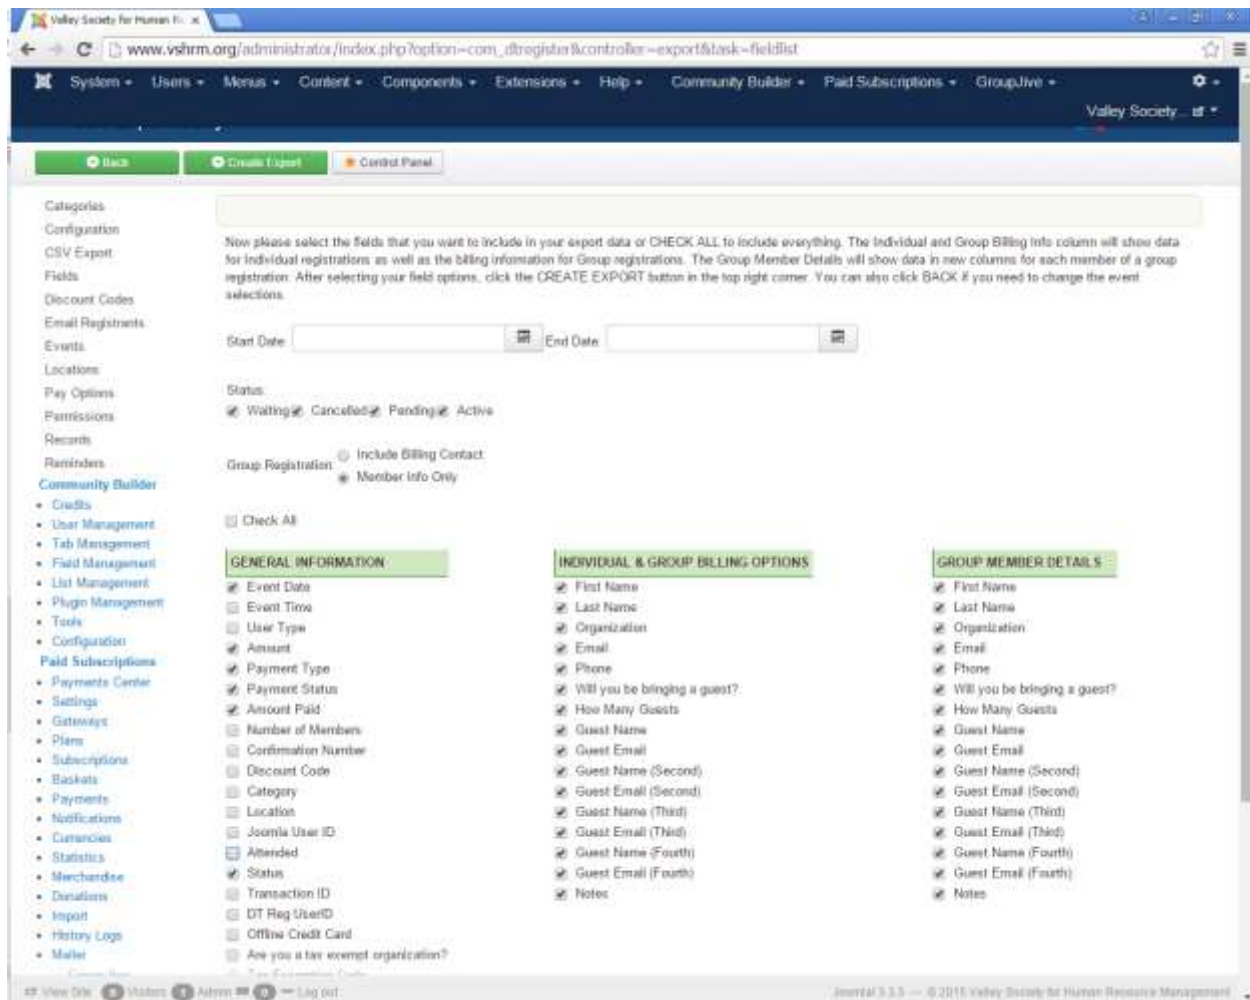 Valley Society for Human R
www.vshrm.org/administrator/index.php?option=com_dtregister&controller=export&task=fieldlist
System Users Menus Content Components Extensions Help Community Builder Paid Subscriptions GroupJive
Valley Society...
Back Create Export Control Panel
Categories
Configuration
CSV Export
Fields
Discount Codes
Email Registrants
Events
Locations
Pay Options
Permissions
Records
Reminders
Community Builder
Credits
User Management
Tab Management
Field Management
List Management
Plugin Management
Tools
Configuration
Paid Subscriptions
Payments Center
Settings
Gateways
Plans
Subscriptions
Baskets
Payments
Notifications
Currencies
Statistics
Merchandise
Donations
Import
History Logs
Mailer
Now please select the fields that you want to include in your export data or CHECK ALL to include everything. The Individual and Group Billing Info column will show data
for individual registrations as well as the billing information for Group registrations. The Group Member Details will show data in new columns for each member of a group
registration. After selecting your field options, click the CREATE EXPORT button in the top right corner. You can also click BACK if you need to change the event
selections.
Start Date End Date
Status:
Waiting Cancelled Pending Active
Group Registration Include Billing Contact
Member Info Only
Check All
GENERAL INFORMATION
Event Date
Event Time
User Type
Amount
Payment Type
Payment Status
Amount Paid
Number of Members
Confirmation Number
Discount Code
Category
Location
Joomla User ID
Attended
Status
Transaction ID
DT Reg UserID
Offline Credit Card
Are you a tax exempt organization?
INDIVIDUAL & GROUP BILLING OPTIONS
First Name
Last Name
Organization
Email
Phone
Will you be bringing a guest?
How Many Guests
Guest Name
Guest Email
Guest Name (Second)
Guest Email (Second)
Guest Name (Third)
Guest Email (Third)
Guest Name (Fourth)
Guest Email (Fourth)
Notes
GROUP MEMBER DETAILS
First Name
Last Name
Organization
Email
Phone
Will you be bringing a guest?
How Many Guests
Guest Name
Guest Email
Guest Name (Second)
Guest Email (Second)
Guest Name (Third)
Guest Email (Third)
Guest Name (Fourth)
Guest Email (Fourth)
Notes
View Site Visitors Admin Log out
Joomla! 3.3.3 — © 2015 Valley Society for Human Resource Management